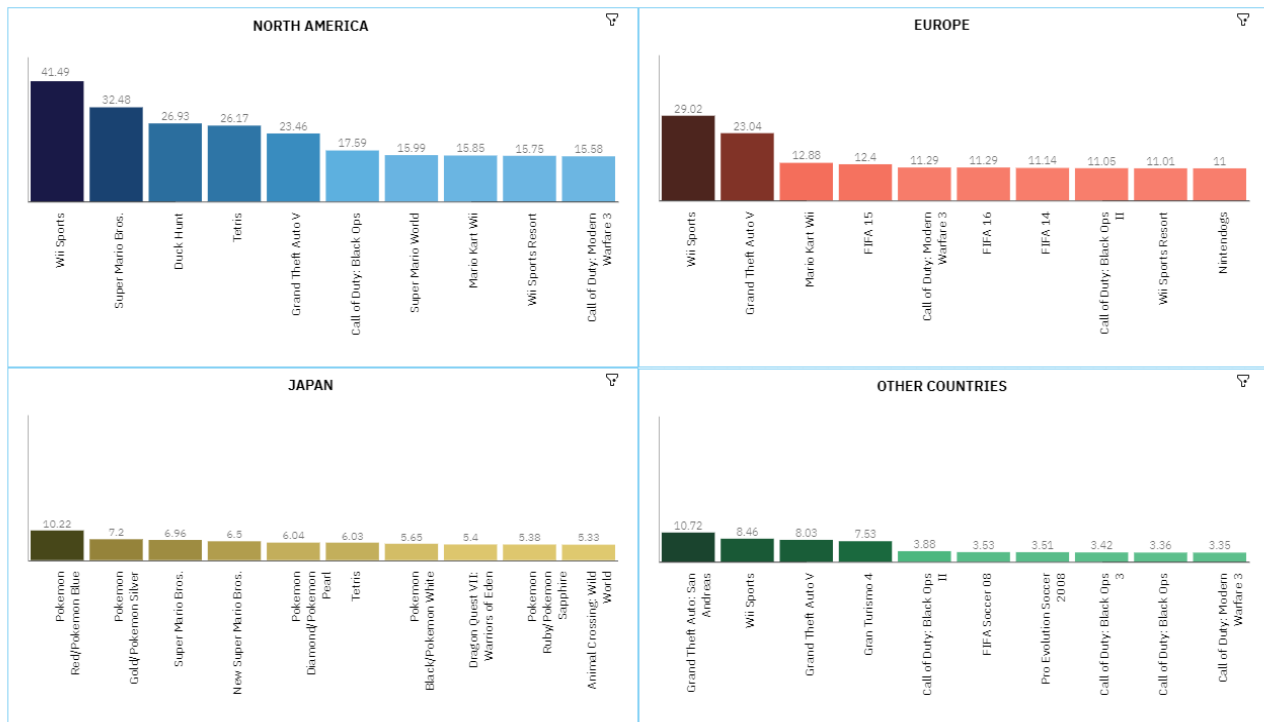 NORTH AMERICA
41.49
32.48
26.93
26.17
23.46
17.59
15.99
15.85
15.75
15.58
Wii Sports
Super Mario Bros.
Duck Hunt
Tetris
Grand Theft Auto V
Call of Duty: Black Ops
Super Mario World
Mario Kart Wii
Wii Sports Resort
Call of Duty: Modern
Warfare 3
EUROPE
29.02
23.04
12.88
12.4
11.29
11.29
11.14
11.05
11.01
11
Wii Sports
Grand Theft Auto V
Mario Kart Wii
FIFA 15
Call of Duty: Modern
Warfare 3
FIFA 16
FIFA 14
Call of Duty: Black Ops
II
Wii Sports Resort
Nintendogs
JAPAN
10.22
7.2
6.96
6.5
6.04
6.03
5.65
5.4
5.38
5.33
Pokemon
Red/Pokemon Blue
Pokemon
Gold/Pokemon Silver
Super Mario Bros.
New Super Mario Bros.
Pokemon
Diamond/Pokemon
Pearl
Tetris
Pokemon
Black/Pokemon White
Dragon Quest VII:
Warriors of Eden
Pokemon
Ruby/Pokemon
Sapphire
Animal Crossing: Wild
World
OTHER COUNTRIES
10.72
8.46
8.03
7.53
3.88
3.53
3.51
3.42
3.36
3.35
Grand Theft Auto: San
Andreas
Wii Sports
Grand Theft Auto V
Gran Turismo 4
Call of Duty: Black Ops
II
FIFA Soccer 08
Pro Evolution Soccer
2008
Call of Duty: Black Ops
3
Call of Duty: Black Ops
Call of Duty: Modern
Warfare 3